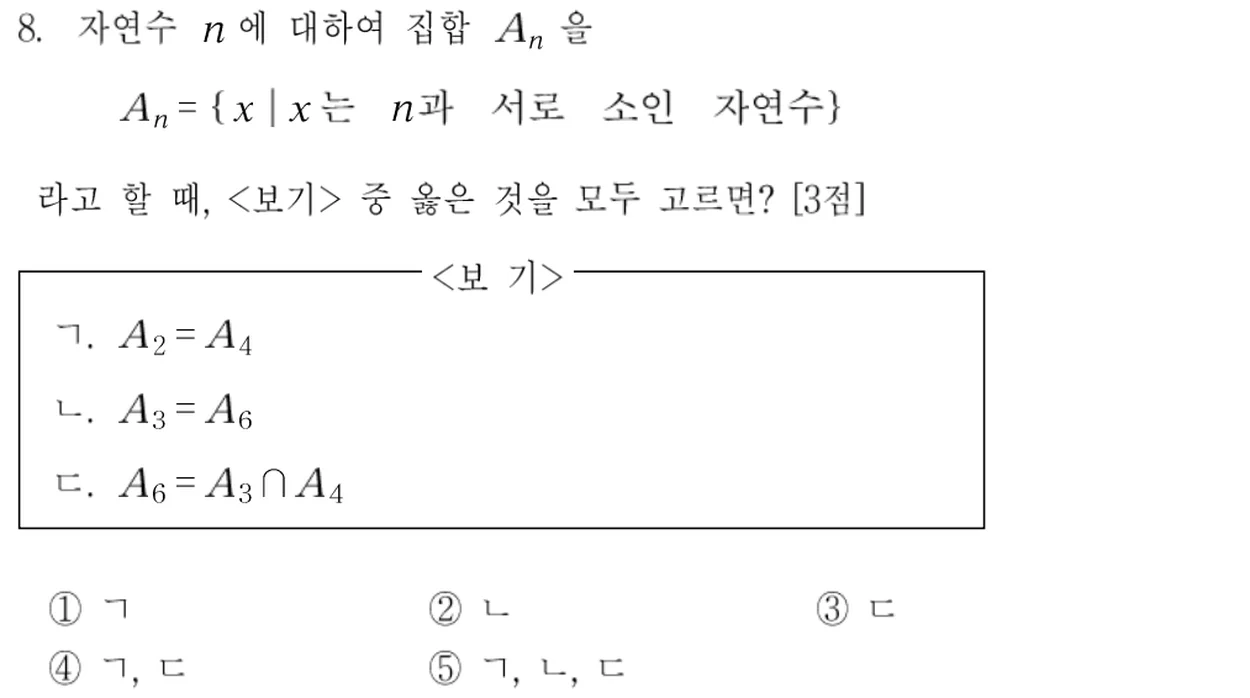 8. 자연수 n에 대하여 집합 Aₙ을
Aₙ = { x | x는 n과 서로 소인 자연수}
라고 할 때, <보기> 중 옳은 것을 모두 고르면? [3점]
<보 기>
ㄱ. A₂ = A₄
ㄴ. A₃ = A₆
ㄷ. A₆ = A₃∩A₄
① ㄱ ② ㄴ ③ ㄷ
④ ㄱ, ㄷ ⑤ ㄱ, ㄴ, ㄷ